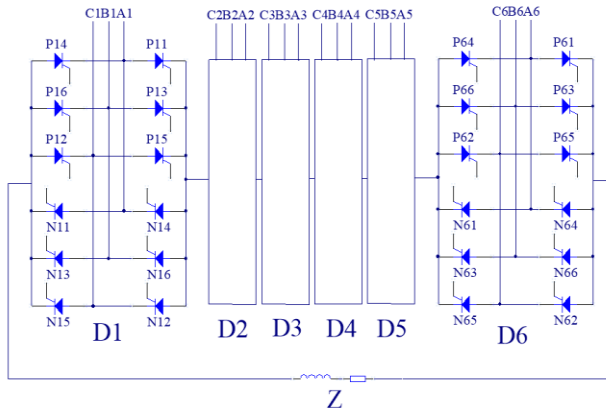 C1B1A1 C2B2A2 C3B3A3 C4B4A4 C5B5A5 C6B6A6
P14 P11 P64 P61
P16 P13 P66 P63
P12 P15 P62 P65
N11 N14 N61 N64
N13 N16 N63 N66
N15 N12 N65 N62
D1 D2 D3 D4 D5 D6
Z